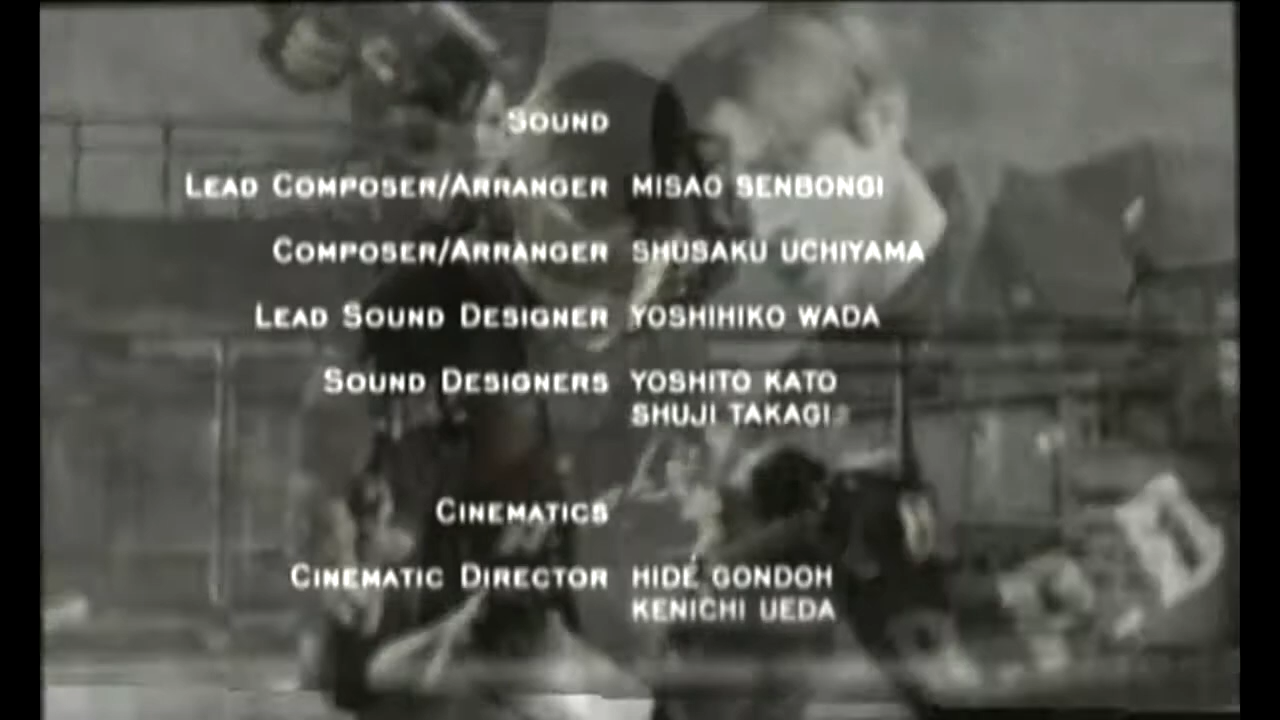 SOUND
LEAD COMPOSER/ARRANGER MISAO SENBONGI
COMPOSER/ARRANGER SHUSAKU UCHIYAMA
LEAD SOUND DESIGNER YOSHIHIKO WADA
SOUND DESIGNERS YOSHITO KATO
SHUJI TAKAGI
CINEMATICS
CINEMATIC DIRECTOR HIDE GONDOH
KENICHI UEDA